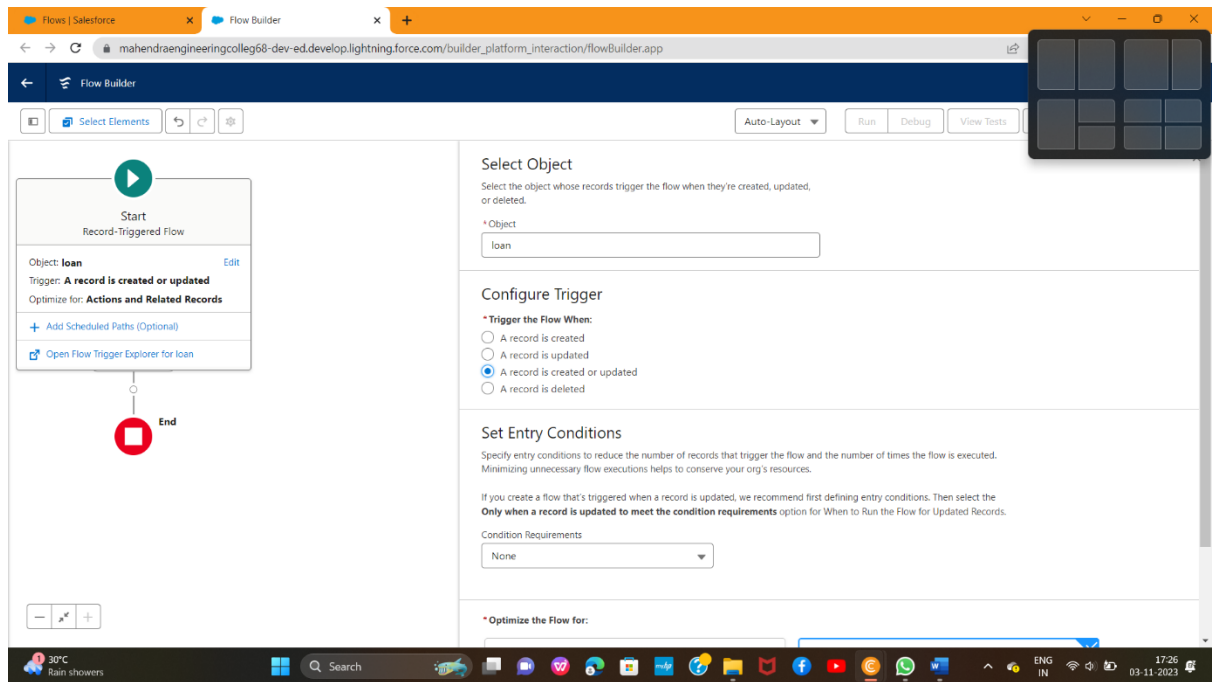 Flows | Salesforce
Flow Builder
mahendraengineeringcolleg68-dev-ed.develop.lightning.force.com/builder_platform_interaction/flowBuilder.app
Flow Builder
Select Elements
Auto-Layout
Run
Debug
View Tests
Start
Record-Triggered Flow
Object: loan
Edit
Trigger: A record is created or updated
Optimize for: Actions and Related Records
+ Add Scheduled Paths (Optional)
Open Flow Trigger Explorer for loan
End
Select Object
Select the object whose records trigger the flow when they're created, updated,
or deleted.
*Object
loan
Configure Trigger
*Trigger the Flow When:
A record is created
A record is updated
A record is created or updated
A record is deleted
Set Entry Conditions
Specify entry conditions to reduce the number of records that trigger the flow and the number of times the flow is executed.
Minimizing unnecessary flow executions helps to conserve your org's resources.
If you create a flow that's triggered when a record is updated, we recommend first defining entry conditions. Then select the
Only when a record is updated to meet the condition requirements option for When to Run the Flow for Updated Records.
Condition Requirements
None
*Optimize the Flow for:
1
30°C
Rain showers
Search
ENG
IN
17:26
03-11-2023